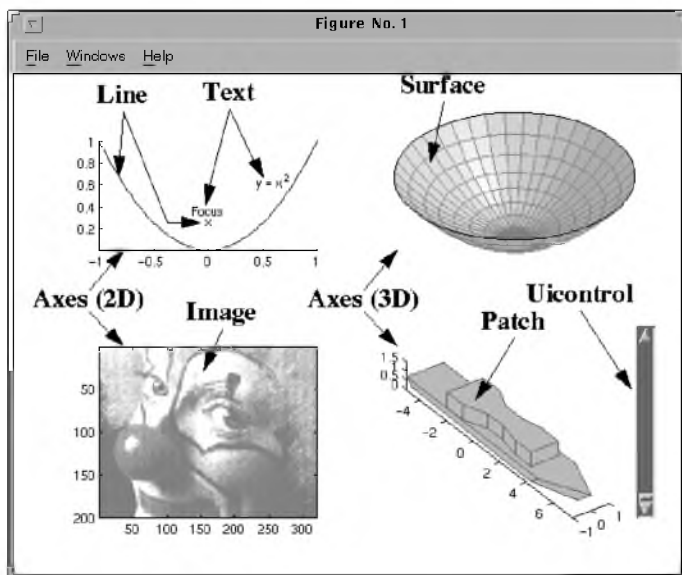 Figure No. 1
File Windows Help
Line
Text
Surface
1
0.8
0.6
0.4
0.2
y = x²
Focus
-1 -0.5 0 0.5 1
Axes (2D)
Image
Axes (3D)
Uicontrol
Patch
50
100
150
200
50 100 150 200 250 300
1.5
1
0.5
0
-4
-2
0
2
4
6
-1
0
1